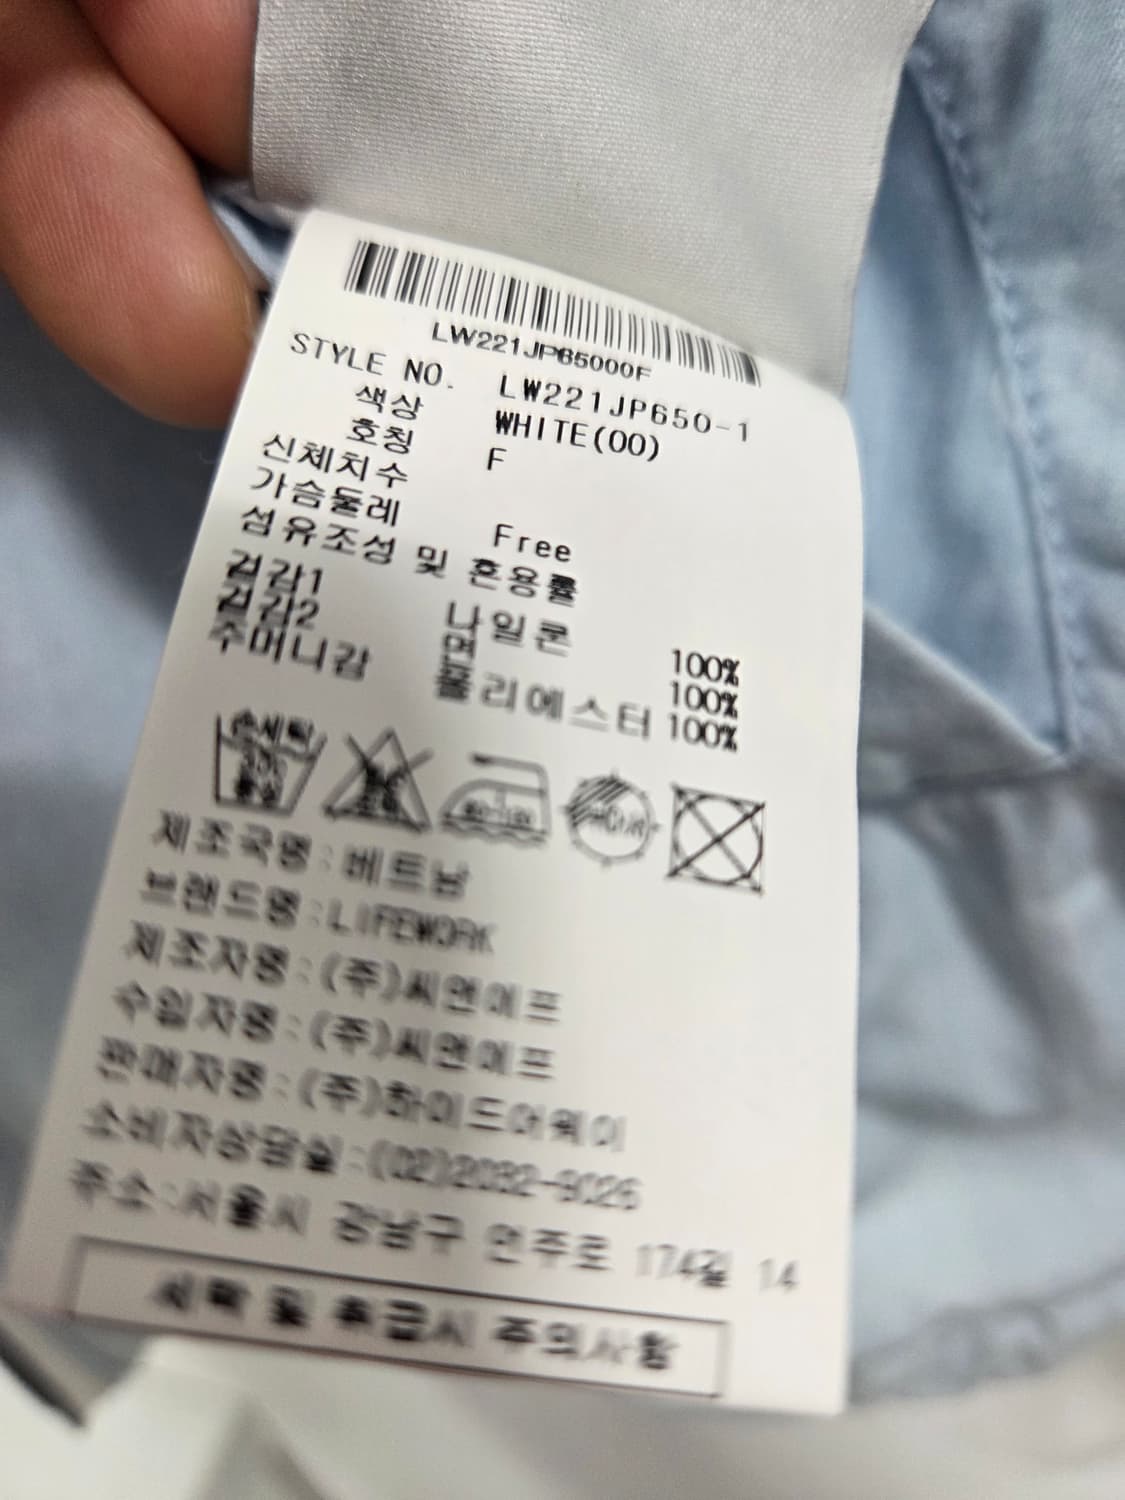 LW221JP65000F
STYLE NO. LW221JP650-1
색상 WHITE(00)
호칭 F
신체치수
가슴둘레 Free
섬유조성 및 혼용률
겉감1 나일론 100%
겉감2 면 100%
주머니감 폴리에스터 100%
손세탁
제조국명:베트남
브랜드명:LIFEWORK
제조자명:(주)씨앤에프
수입자명:(주)씨앤에프
판매자명:(주)하이드어웨이
소비자상담실:(02)2032-9026
주소:서울시 강남구 언주로 174길 14
세탁 및 취급시 주의사항